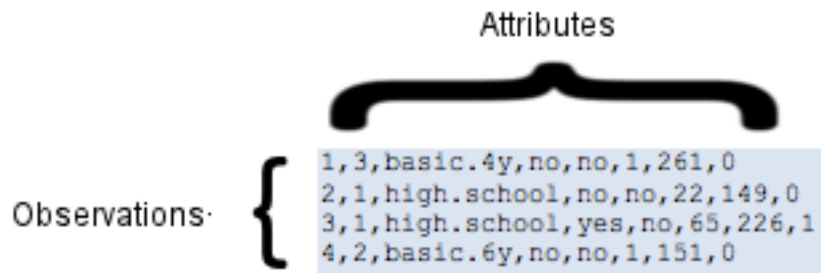 Attributes
1,3,basic.4y,no,no,1,261,0
2,1,high.school,no,no,22,149,0
Observations
3,1,high.school,yes,no,65,226,1
4,2,basic.6y,no,no,1,151,0